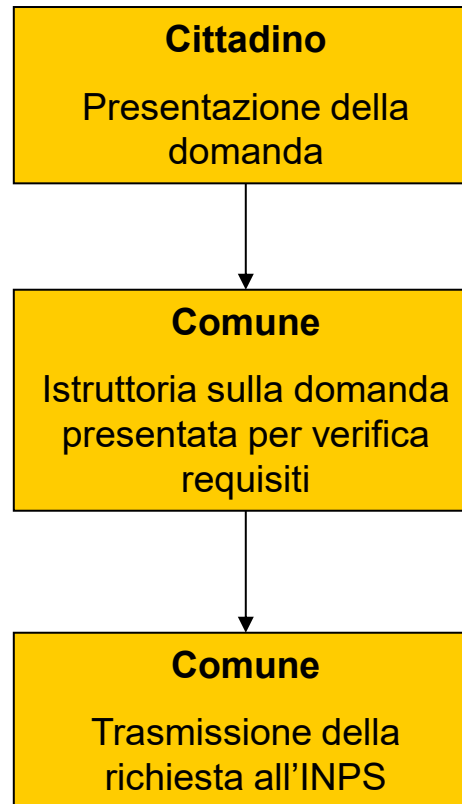 Cittadino
Presentazione della
domanda
Comune
Istruttoria sulla domanda
presentata per verifica
requisiti
Comune
Trasmissione della
richiesta all’INPS